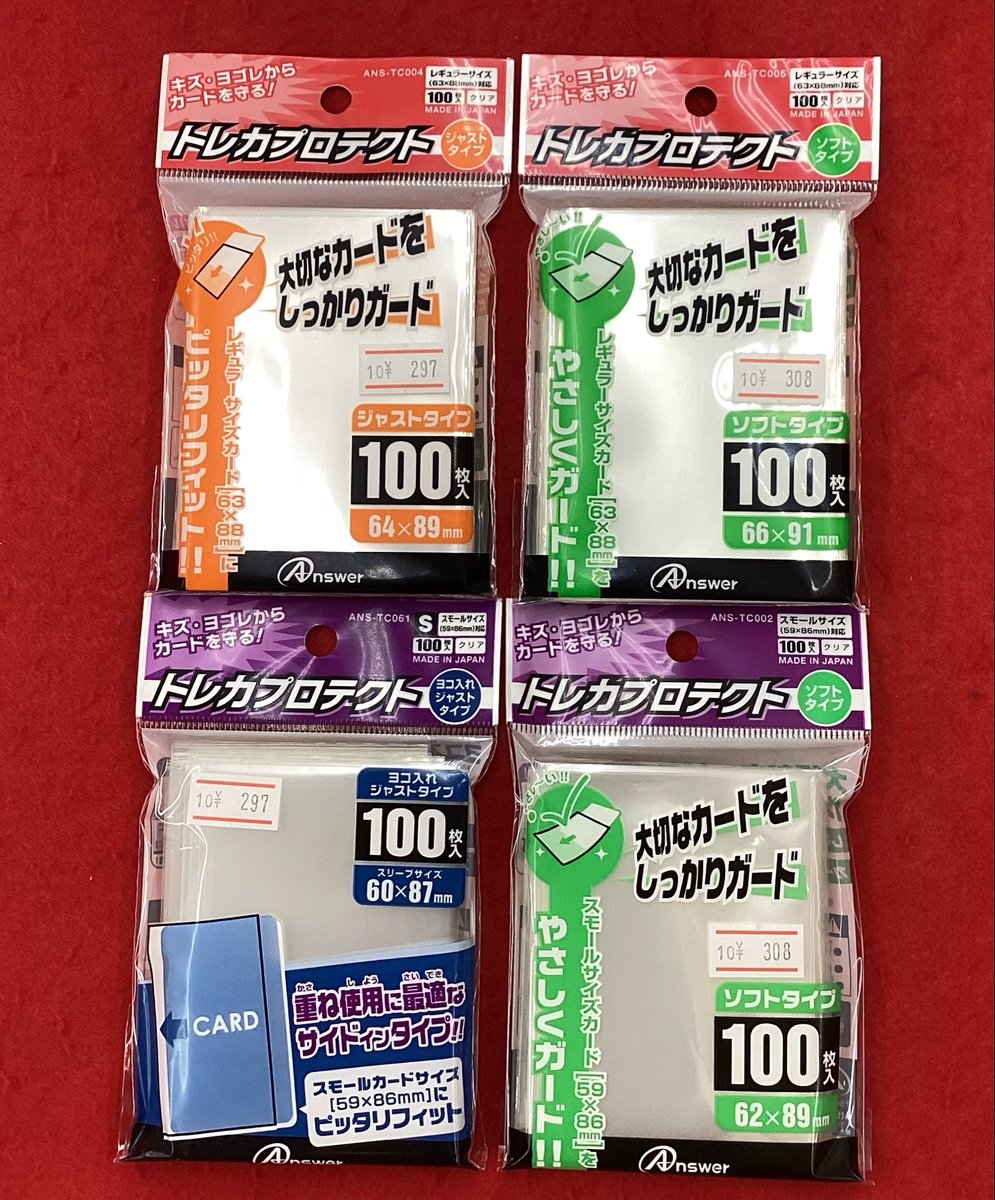 キズ・ヨゴレから
カードを守る!
ANS-TC004
レギュラーサイズ
(63×88mm)対応
100枚入 クリア
MADE IN JAPAN
トレカプロテクト
ジャスト
タイプ
ピッタリ!!
大切なカードを
しっかりガード
レギュラーサイズカード[63×88mm]に
ピッタリフィット!!
10¥ 297
ジャストタイプ
100枚入
64×89mm
Answer
キズ・ヨゴレから
カードを守る!
ANS-TC005
レギュラーサイズ
(63×88mm)対応
100枚入 クリア
MADE IN JAPAN
トレカプロテクト
ソフト
タイプ
やさし~い!!
大切なカードを
しっかりガード
レギュラーサイズカード[63×88mm]を
やさしくガード!!
10¥ 308
ソフトタイプ
100枚入
66×91mm
Answer
キズ・ヨゴレから
カードを守る!
ANS-TC061
S スモールサイズ
(59×86mm)対応
100枚入 クリア
MADE IN JAPAN
トレカプロテクト
ヨコ入れ
ジャスト
タイプ
10¥ 297
ヨコ入れ
ジャストタイプ
100枚入
スリーブサイズ
60×87mm
CARD
かさ しよう さいてき
重ね使用に最適な
サイドインタイプ!!
スモールカードサイズ
[59×86mm]に
ピッタリフィット
Answer
キズ・ヨゴレから
カードを守る!
ANS-TC002
スモールサイズ
(59×86mm)対応
100枚入 クリア
MADE IN JAPAN
トレカプロテクト
ソフト
タイプ
やさし~い!!
大切なカードを
しっかりガード
スモールサイズカード[59×86mm]を
やさしくガード!!
10¥ 308
ソフトタイプ
100枚入
62×89mm
Answer